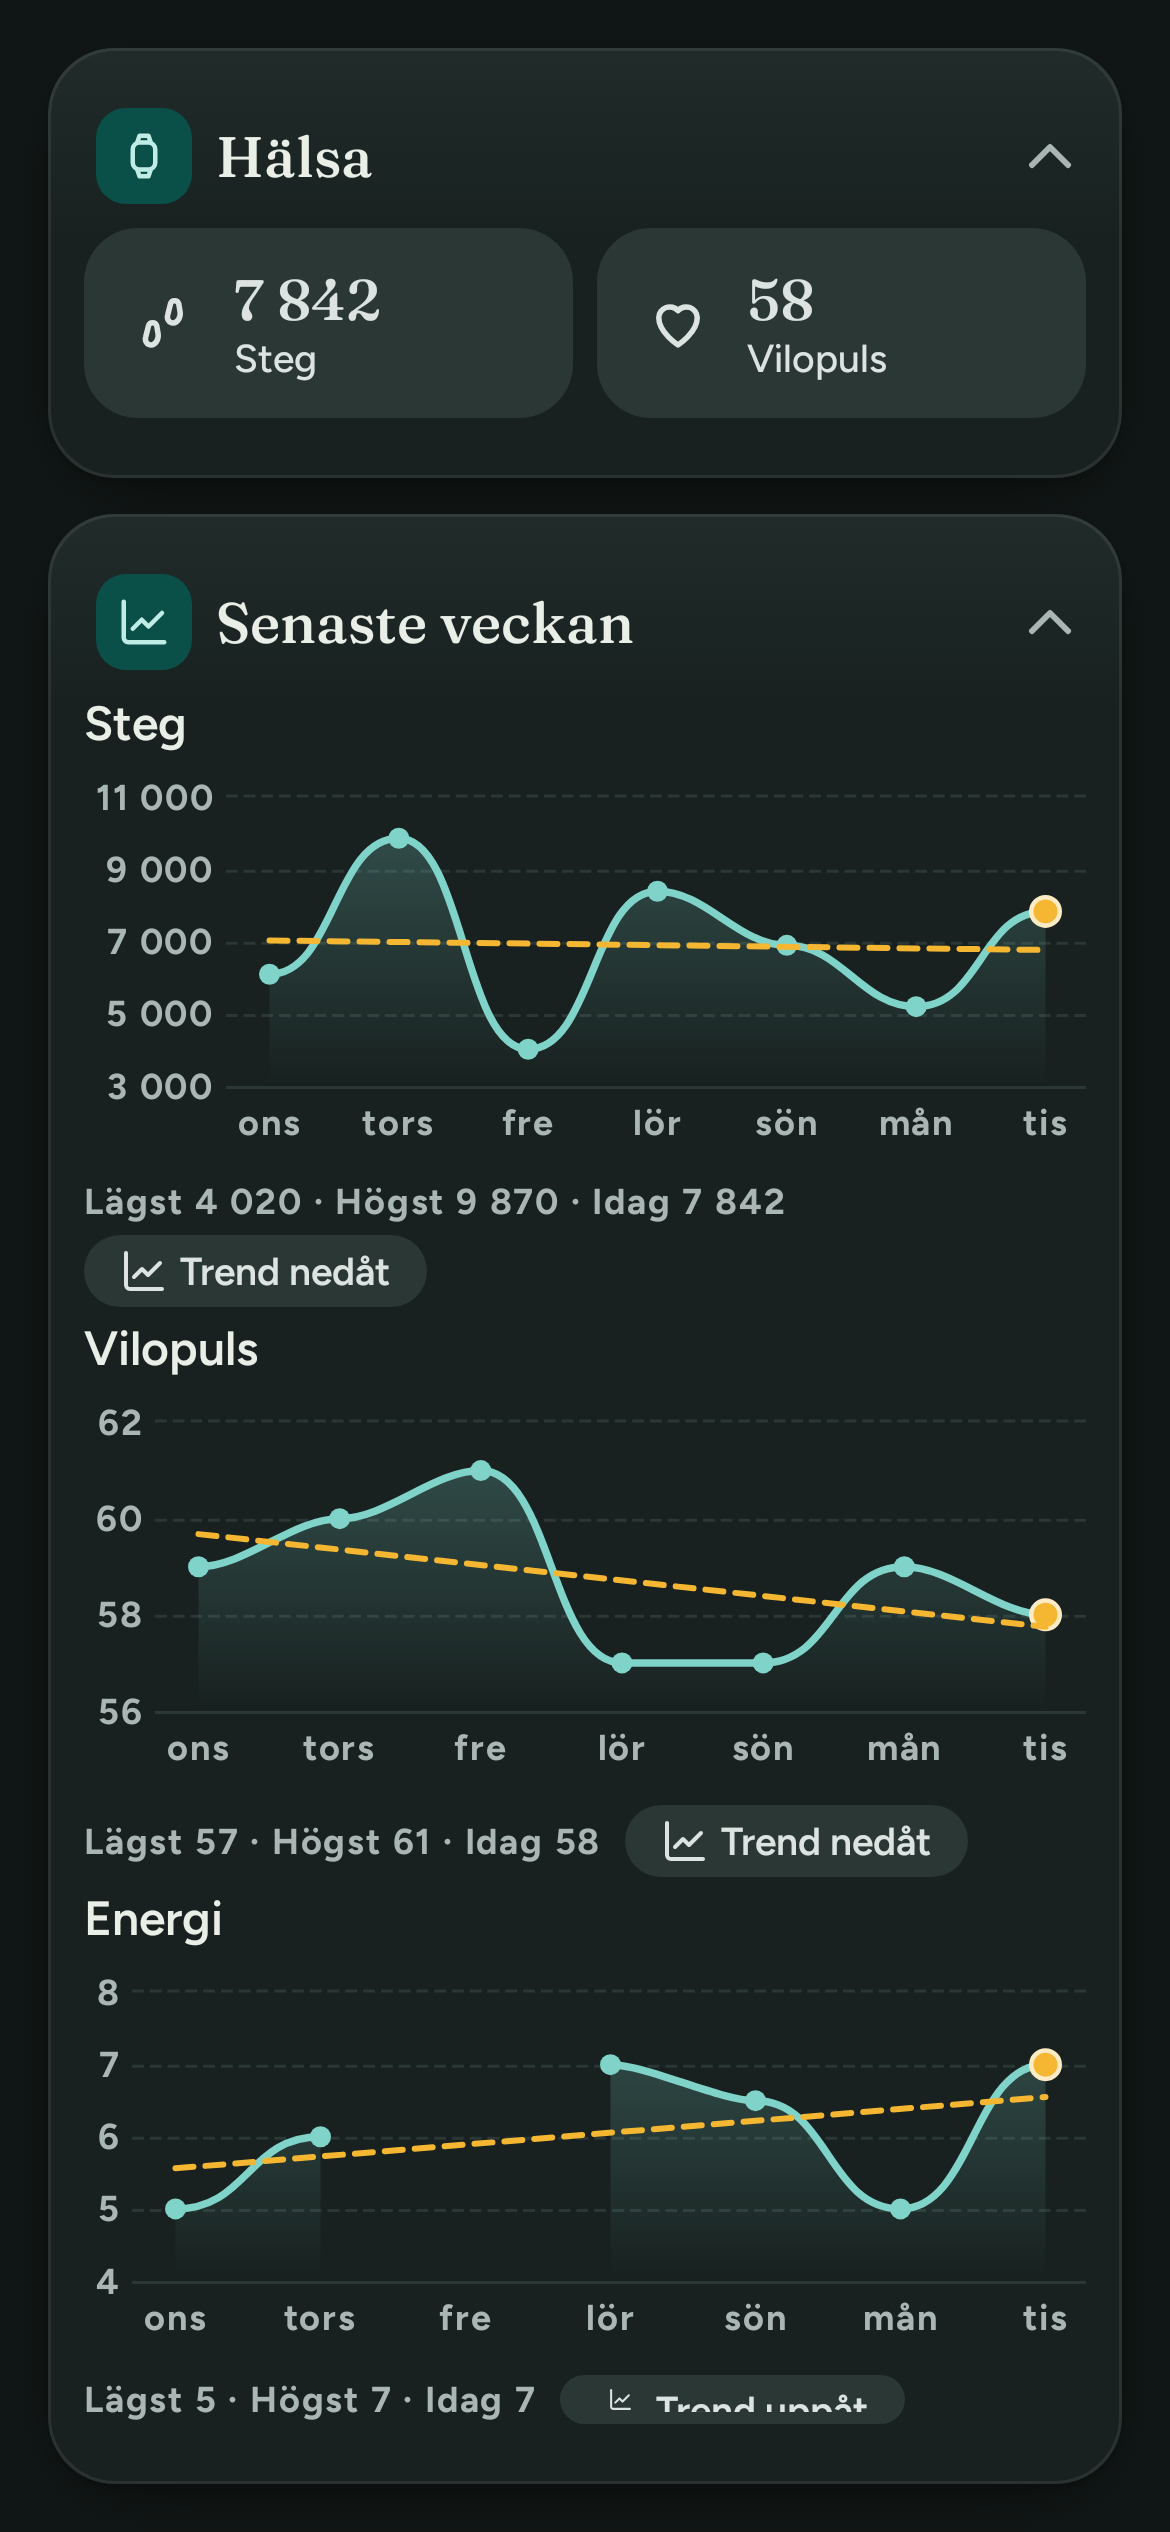 Hälsa
7 842
Steg
58
Vilopuls
Senaste veckan
Steg
11 000
9 000
7 000
5 000
3 000
ons tors fre lör sön mån tis
Lägst 4 020 · Högst 9 870 · Idag 7 842
Trend nedåt
Vilopuls
62
60
58
56
ons tors fre lör sön mån tis
Lägst 57 · Högst 61 · Idag 58 Trend nedåt
Energi
8
7
6
5
4
ons tors fre lör sön mån tis
Lägst 5 · Högst 7 · Idag 7 Trend uppåt